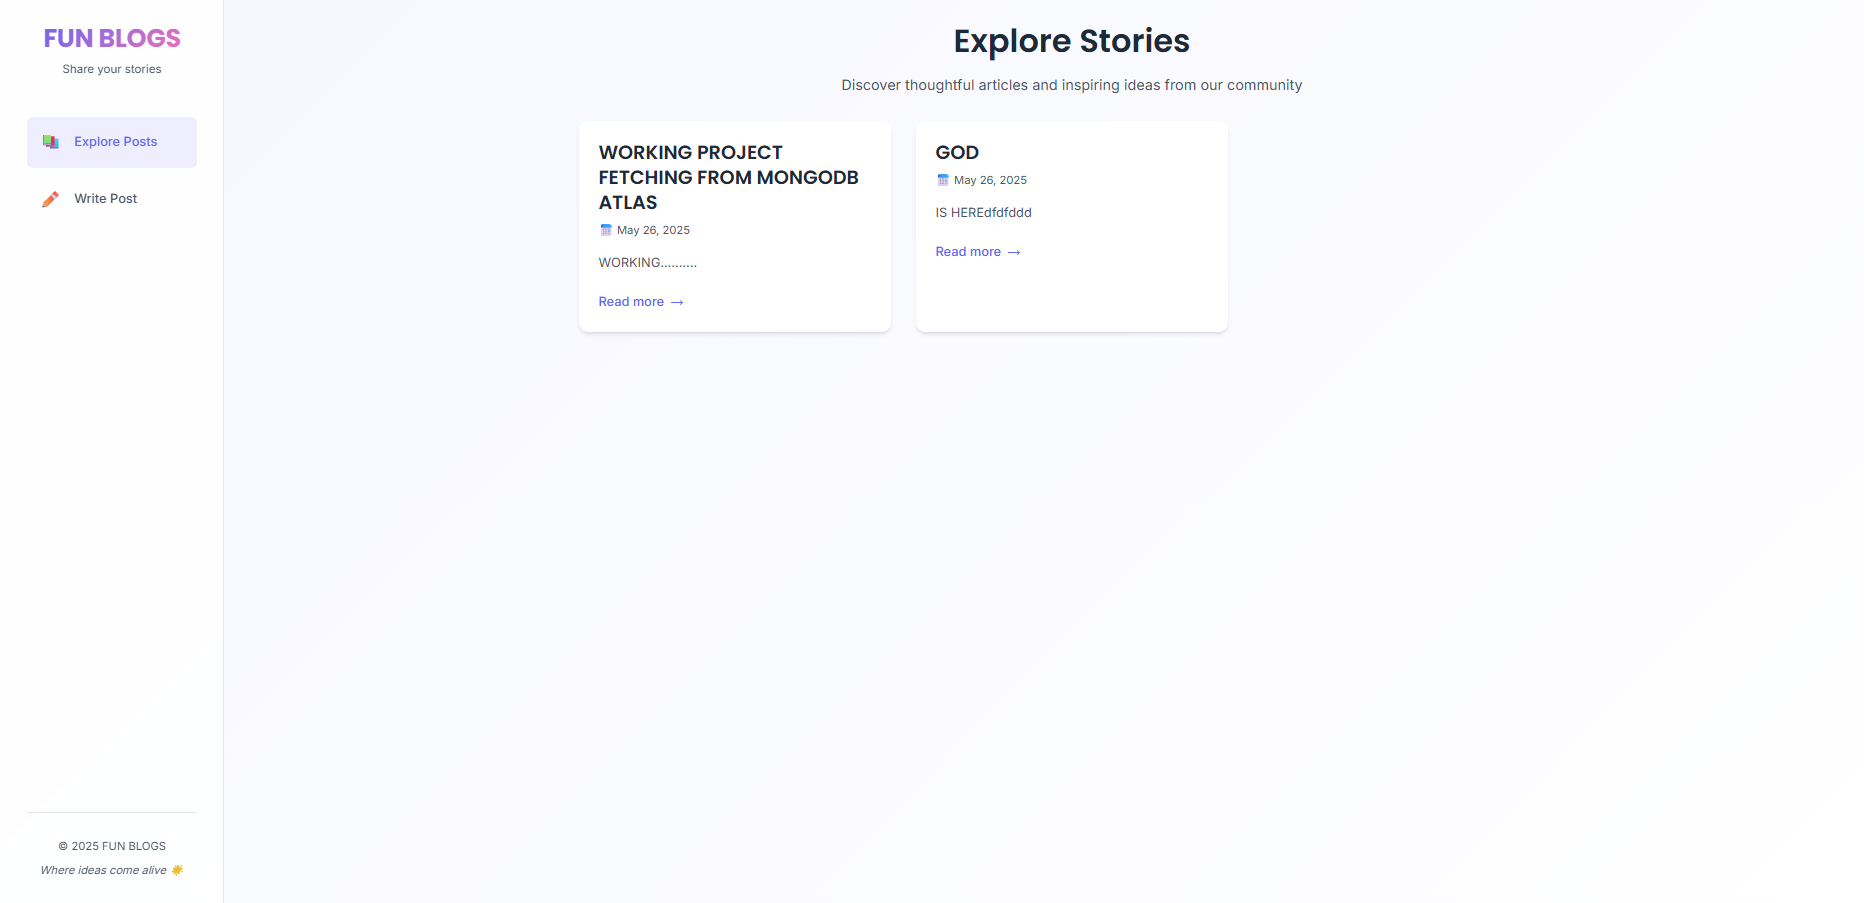 FUN BLOGS
Share your stories
Explore Posts
Write Post
© 2025 FUN BLOGS
Where ideas come alive
Explore Stories
Discover thoughtful articles and inspiring ideas from our community
WORKING PROJECT
FETCHING FROM MONGODB
ATLAS
May 26, 2025
WORKING..........
Read more →
GOD
May 26, 2025
IS HEREdfdfddd
Read more →